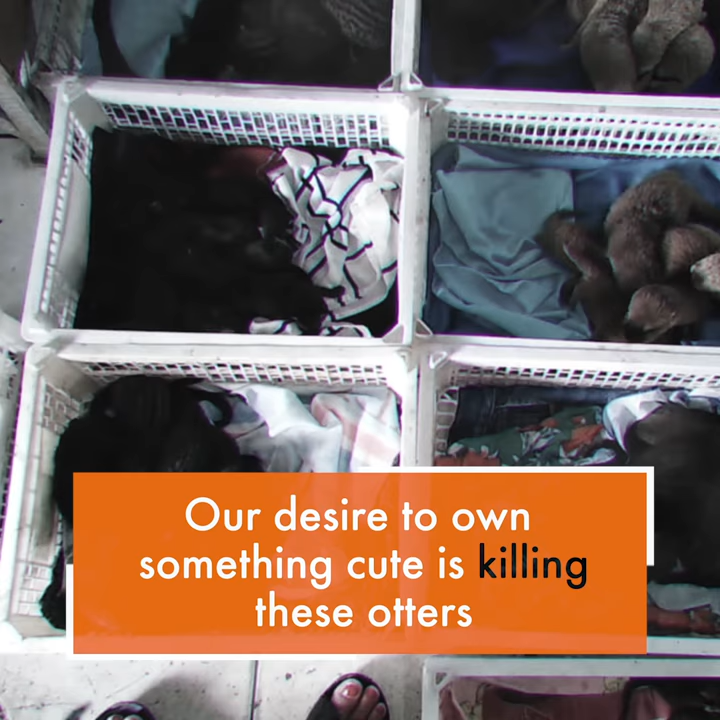 Our desire to own
something cute is killing
these otters